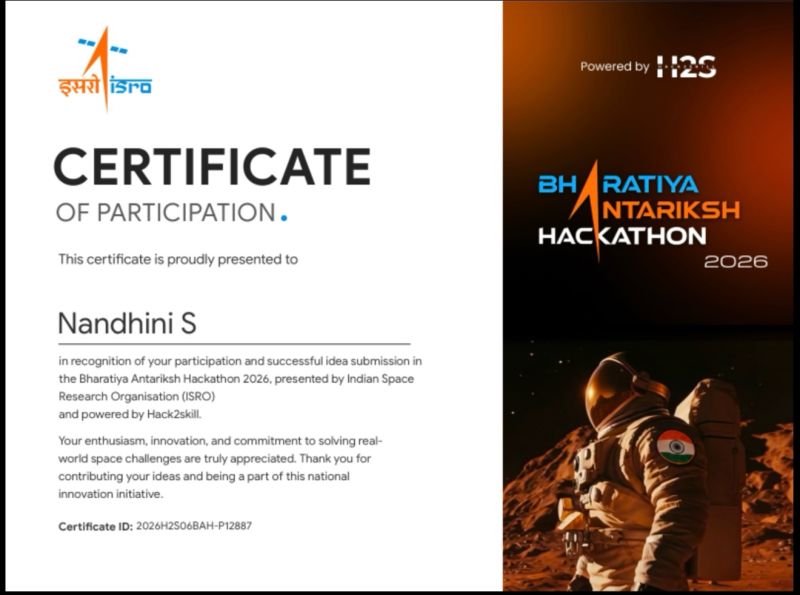 इसरो isro
CERTIFICATE
OF PARTICIPATION.
This certificate is proudly presented to
Nandhini S
in recognition of your participation and successful idea submission in
the Bharatiya Antariksh Hackathon 2026, presented by Indian Space
Research Organisation (ISRO)
and powered by Hack2skill.
Your enthusiasm, innovation, and commitment to solving real-
world space challenges are truly appreciated. Thank you for
contributing your ideas and being a part of this national
innovation initiative.
Certificate ID: 2026H2S06BAH-P12887
Powered by H2S
BHARATIYA
ANTARIKSH
HACKATHON
2026